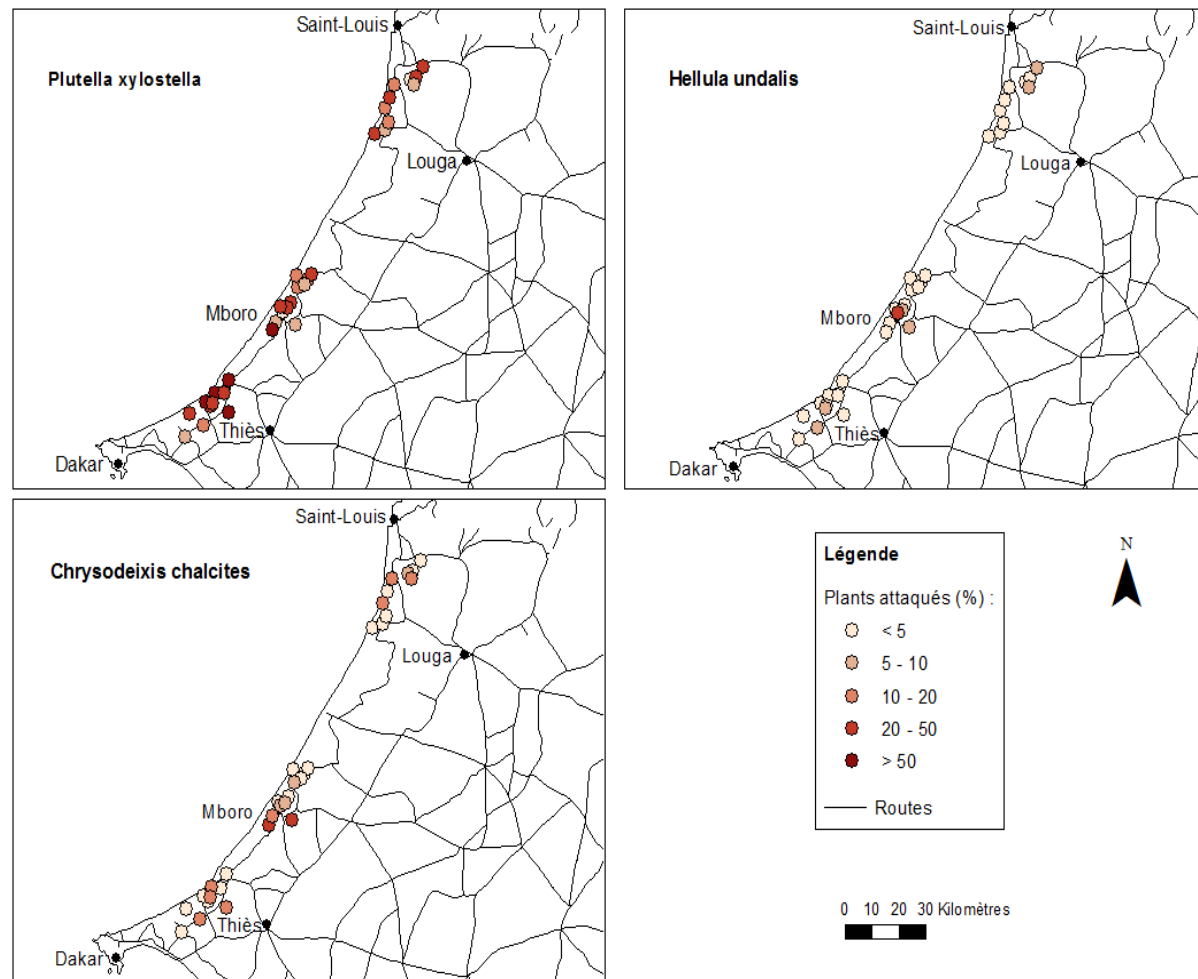 Saint-Louis
Plutella xylostella
Louga
Mboro
Thiès
Dakar
Saint-Louis
Hellula undalis
Louga
Mboro
Thiès
Dakar
Saint-Louis
Chrysodeixis chalcites
Louga
Mboro
Thiès
Dakar
Légende
Plants attaqués (%) :
< 5
5 - 10
10 - 20
20 - 50
> 50
Routes
N
0 10 20 30 Kilomètres